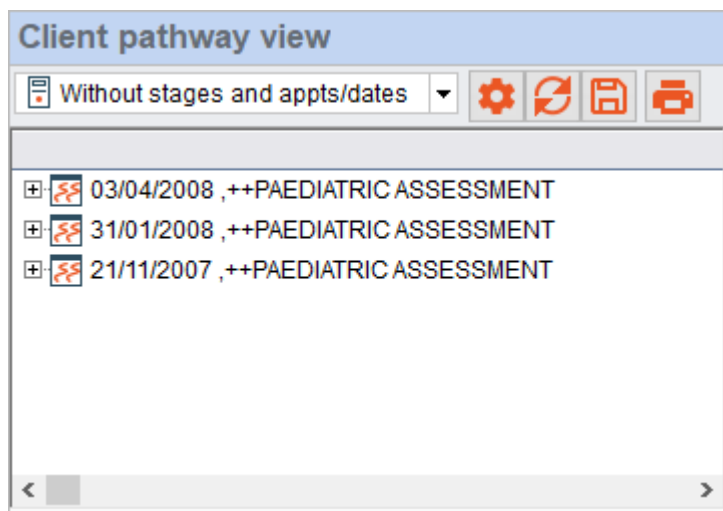 Client pathway view
Without stages and appts/dates
03/04/2008 ,++PAEDIATRIC ASSESSMENT
31/01/2008 ,++PAEDIATRIC ASSESSMENT
21/11/2007 ,++PAEDIATRIC ASSESSMENT